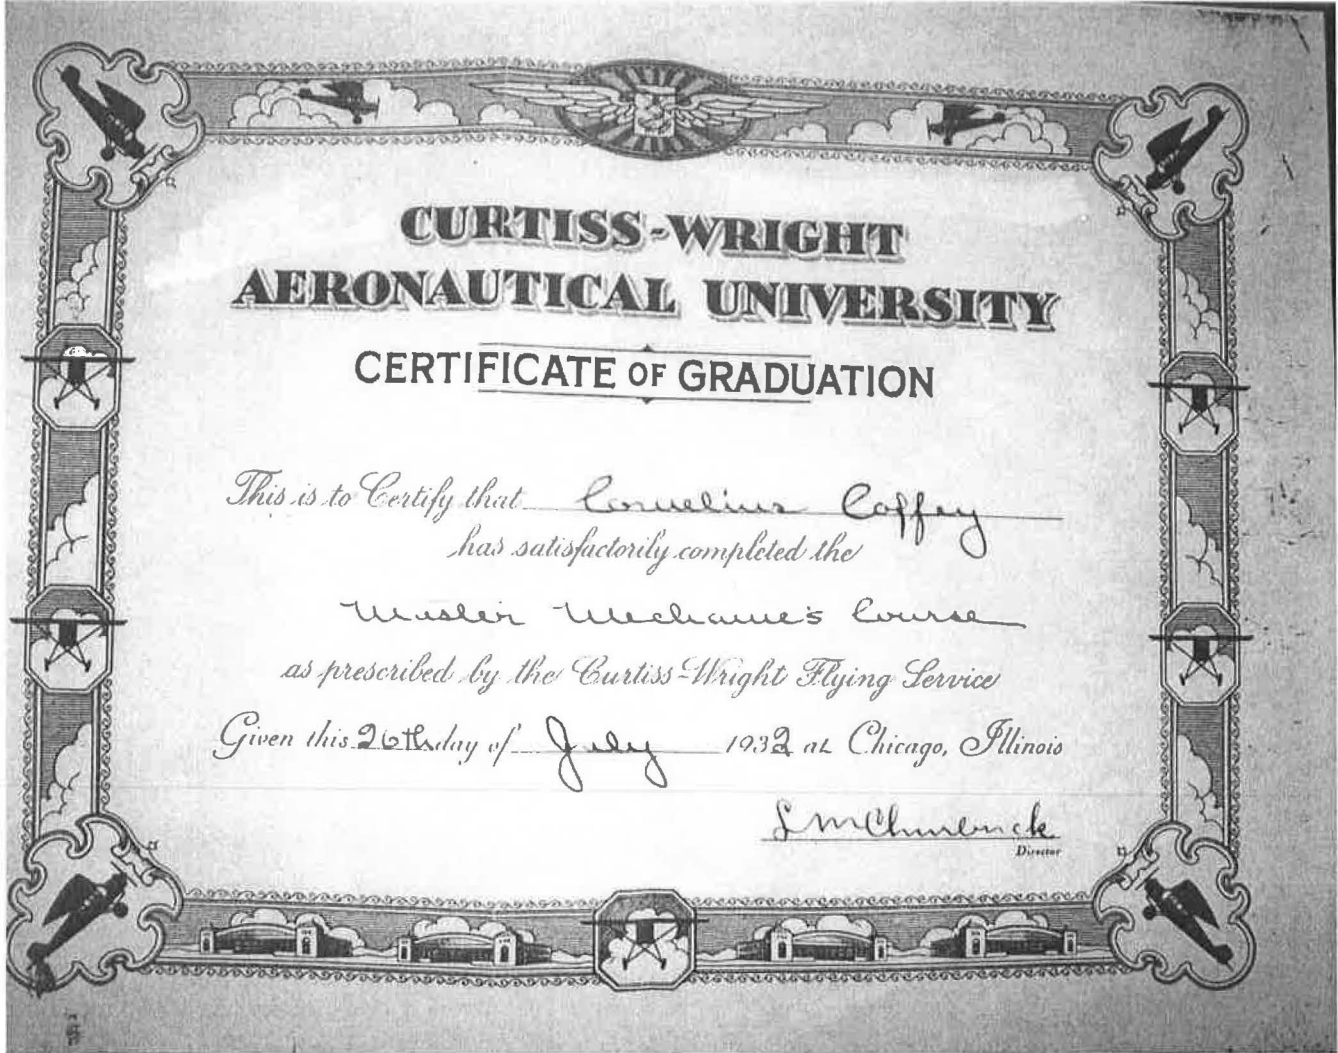 CURTISS-WRIGHT
AERONAUTICAL UNIVERSITY
CERTIFICATE OF GRADUATION
This is to Certify that Cornelius Coffey
has satisfactorily completed the
Master Mechanic's Course
as prescribed by the Curtiss-Wright Flying Service
Given this 26th day of July 1932 at Chicago, Illinois
L M Churbuck
Director